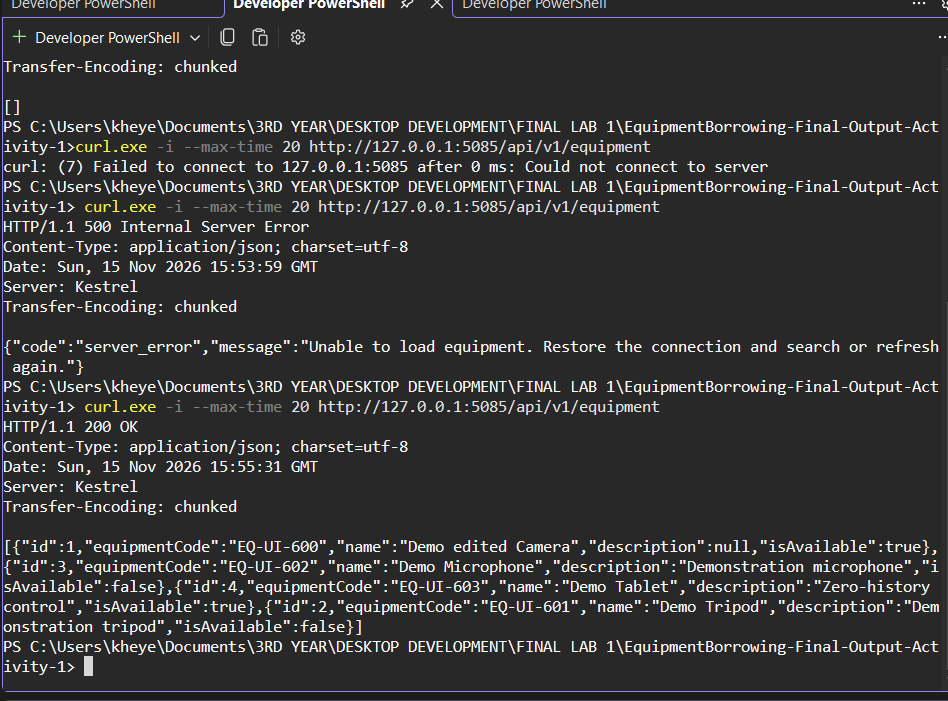 Developer PowerShell Developer PowerShell Developer PowerShell ...
+ Developer PowerShell
Transfer-Encoding: chunked
[]
PS C:\Users\kheye\Documents\3RD YEAR\DESKTOP DEVELOPMENT\FINAL LAB 1\EquipmentBorrowing-Final-Output-Act
ivity-1>curl.exe -i --max-time 20 http://127.0.0.1:5085/api/v1/equipment
curl: (7) Failed to connect to 127.0.0.1:5085 after 0 ms: Could not connect to server
PS C:\Users\kheye\Documents\3RD YEAR\DESKTOP DEVELOPMENT\FINAL LAB 1\EquipmentBorrowing-Final-Output-Act
ivity-1> curl.exe -i --max-time 20 http://127.0.0.1:5085/api/v1/equipment
HTTP/1.1 500 Internal Server Error
Content-Type: application/json; charset=utf-8
Date: Sun, 15 Nov 2026 15:53:59 GMT
Server: Kestrel
Transfer-Encoding: chunked
{"code":"server_error","message":"Unable to load equipment. Restore the connection and search or refresh
 again."}
PS C:\Users\kheye\Documents\3RD YEAR\DESKTOP DEVELOPMENT\FINAL LAB 1\EquipmentBorrowing-Final-Output-Act
ivity-1> curl.exe -i --max-time 20 http://127.0.0.1:5085/api/v1/equipment
HTTP/1.1 200 OK
Content-Type: application/json; charset=utf-8
Date: Sun, 15 Nov 2026 15:55:31 GMT
Server: Kestrel
Transfer-Encoding: chunked
[{"id":1,"equipmentCode":"EQ-UI-600","name":"Demo edited Camera","description":null,"isAvailable":true},
{"id":3,"equipmentCode":"EQ-UI-602","name":"Demo Microphone","description":"Demonstration microphone","i
sAvailable":false},{"id":4,"equipmentCode":"EQ-UI-603","name":"Demo Tablet","description":"Zero-history
control","isAvailable":true},{"id":2,"equipmentCode":"EQ-UI-601","name":"Demo Tripod","description":"Dem
onstration tripod","isAvailable":false}]
PS C:\Users\kheye\Documents\3RD YEAR\DESKTOP DEVELOPMENT\FINAL LAB 1\EquipmentBorrowing-Final-Output-Act
ivity-1>